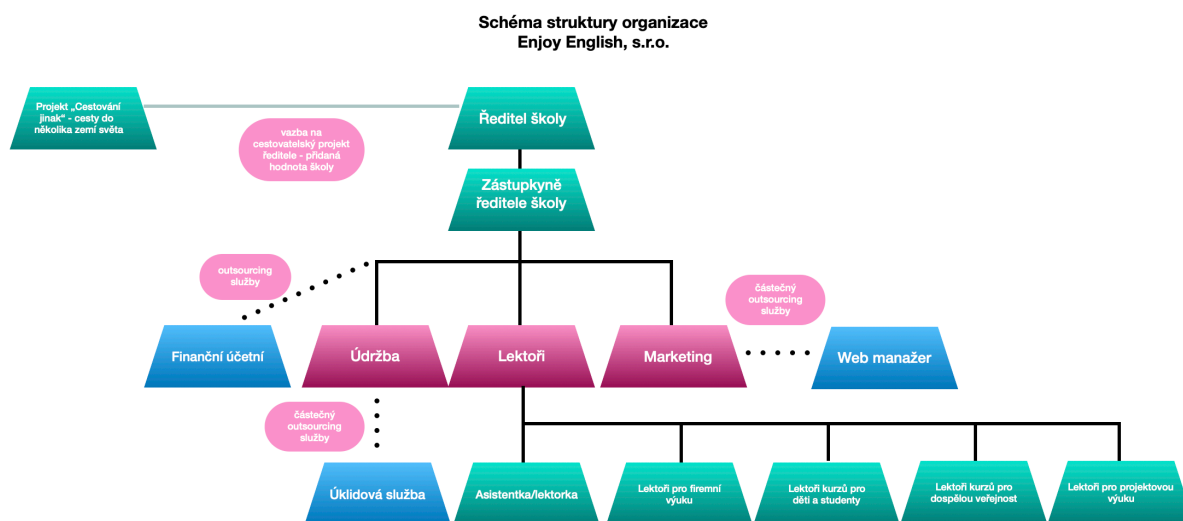 Schéma struktury organizace
Enjoy English, s.r.o.
Projekt „Cestování
jinak“ - cesty do
několika zemí světa
vazba na
cestovatelský projekt
ředitele - přidaná
hodnota školy
Ředitel školy
Zástupkyně
ředitele školy
outsourcing
služby
částečný
outsourcing
služby
Finanční účetní
Údržba
Lektoři
Marketing
Web manažer
částečný
outsourcing
služby
Úklidová služba
Asistentka/lektorka
Lektoři pro firemní
výuku
Lektoři kurzů pro
děti a studenty
Lektoři kurzů pro
dospělou veřejnost
Lektoři pro projektovou
výuku